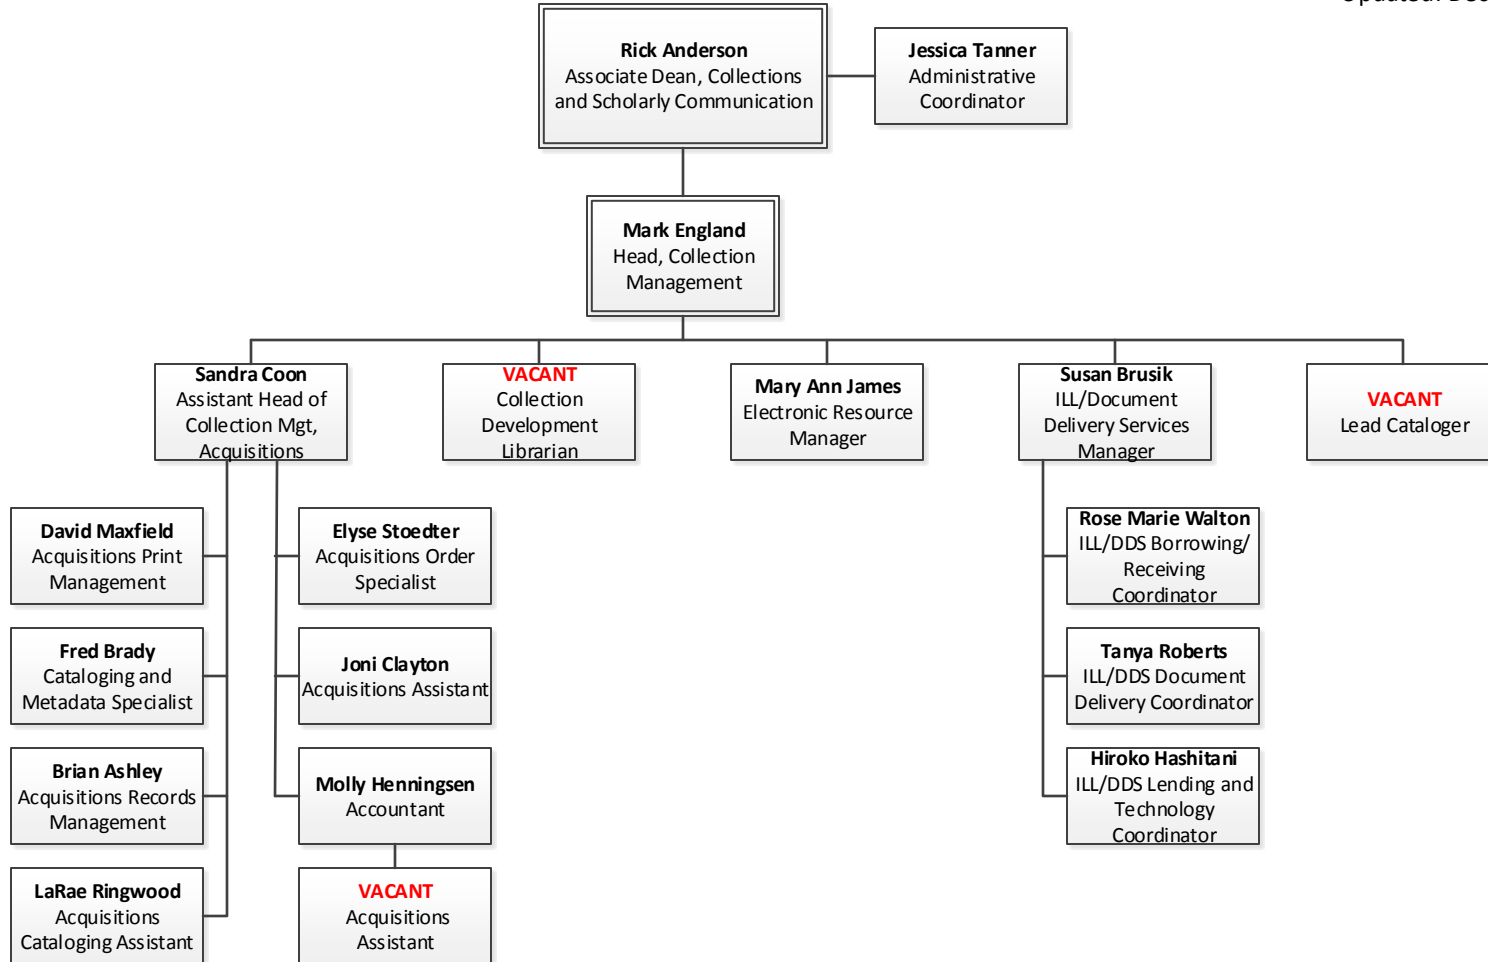 Rick Anderson
Associate Dean, Collections
and Scholarly Communication
Jessica Tanner
Administrative
Coordinator
Mark England
Head, Collection
Management
Sandra Coon
Assistant Head of
Collection Mgt,
Acquisitions
VACANT
Collection
Development
Librarian
Mary Ann James
Electronic Resource
Manager
Susan Brusik
ILL/Document
Delivery Services
Manager
VACANT
Lead Cataloger
David Maxfield
Acquisitions Print
Management
Elyse Stoedter
Acquisitions Order
Specialist
Rose Marie Walton
ILL/DDS Borrowing/
Receiving
Coordinator
Fred Brady
Cataloging and
Metadata Specialist
Joni Clayton
Acquisitions Assistant
Tanya Roberts
ILL/DDS Document
Delivery Coordinator
Brian Ashley
Acquisitions Records
Management
Molly Henningsen
Accountant
Hiroko Hashitani
ILL/DDS Lending and
Technology
Coordinator
LaRae Ringwood
Acquisitions
Cataloging Assistant
VACANT
Acquisitions
Assistant